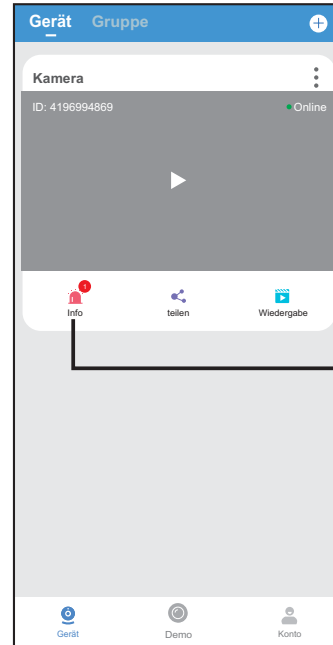 Gerät Gruppe
Kamera
ID: 4196994869 Online
1
Info teilen Wiedergabe
Gerät Demo Konto